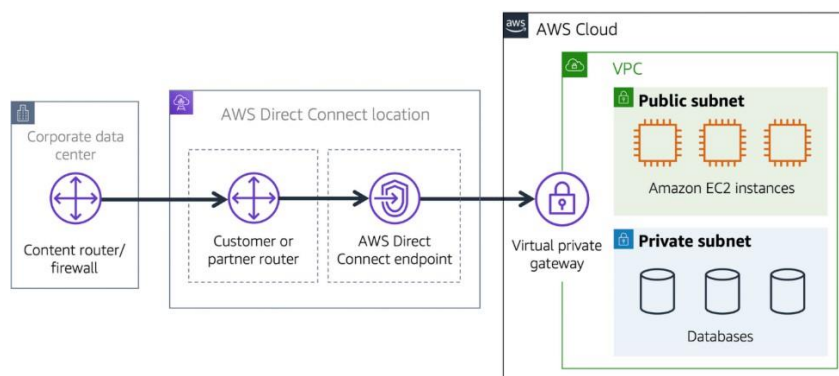 aws
AWS Cloud
VPC
Public subnet
Amazon EC2 instances
Private subnet
Databases
Virtual private
gateway
AWS Direct Connect location
Customer or
partner router
AWS Direct
Connect endpoint
Corporate data
center
Content router/
firewall